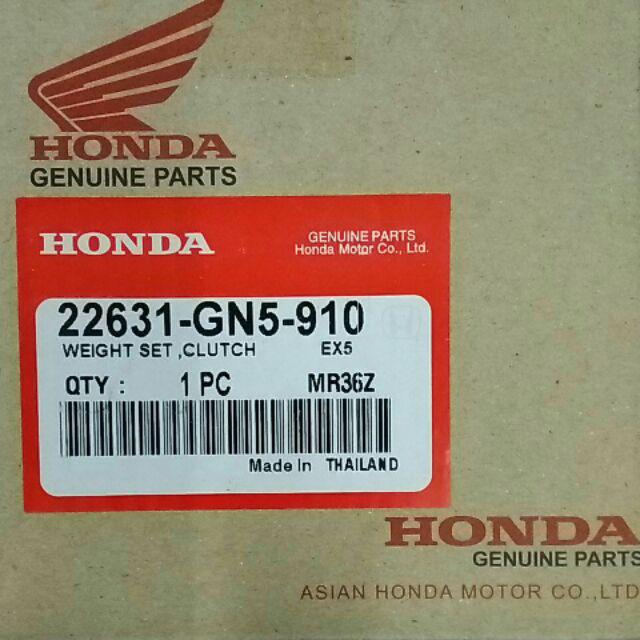 HONDA
GENUINE PARTS
HONDA
GENUINE PARTS
Honda Motor Co., Ltd.
22631-GN5-910
WEIGHT SET ,CLUTCH EX5
QTY : 1 PC MR36Z
Made In THAILAND
HONDA
GENUINE PARTS
ASIAN HONDA MOTOR CO.,LTD